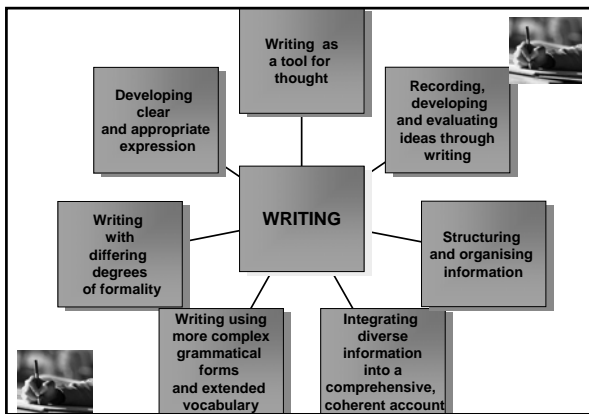 Writing as
a tool for
thought
Recording,
developing
and evaluating
ideas through
writing
Structuring
and organising
information
Integrating
diverse
information
into a
comprehensive,
coherent account
Writing using
more complex
grammatical
forms
and extended
vocabulary
Writing
with
differing
degrees
of formality
Developing
clear
and appropriate
expression
WRITING